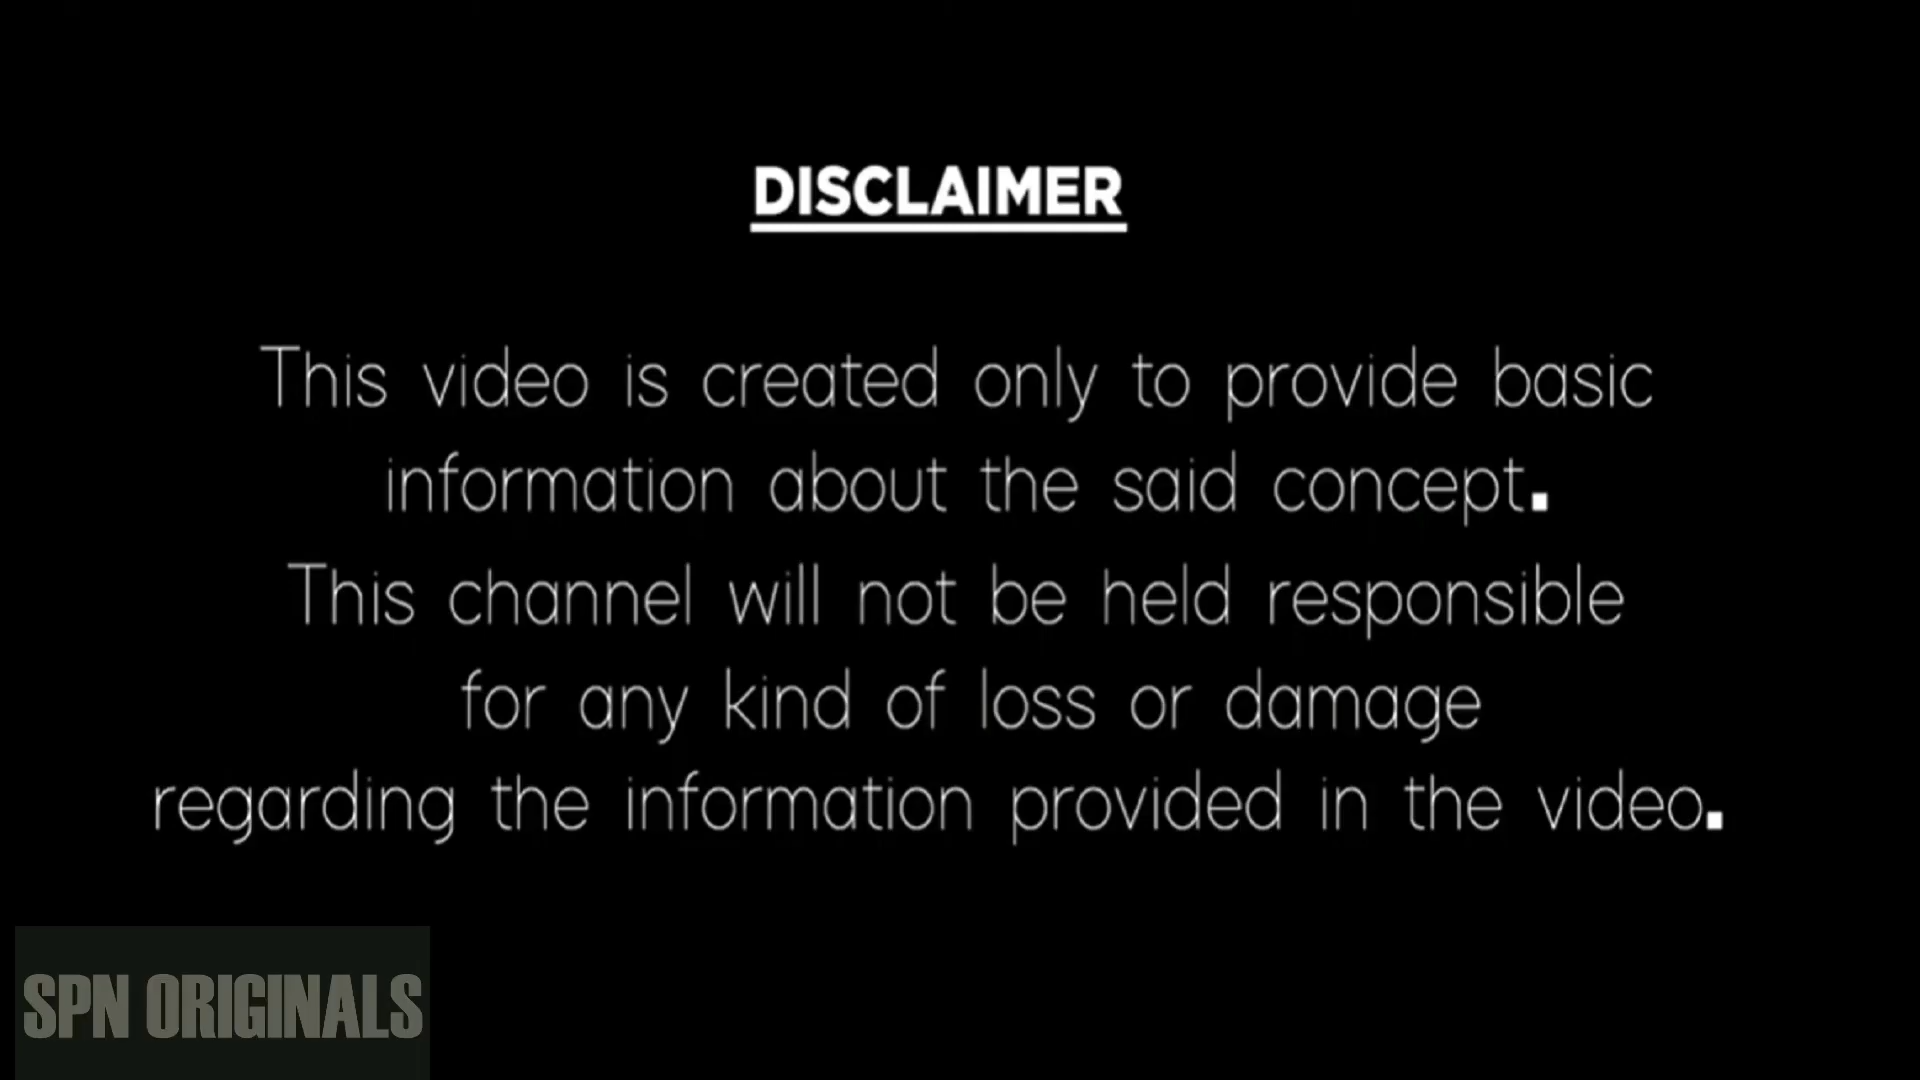 DISCLAIMER
This video is created only to provide basic
information about the said concept.
This channel will not be held responsible
for any kind of loss or damage
regarding the information provided in the video.
SPN ORIGINALS